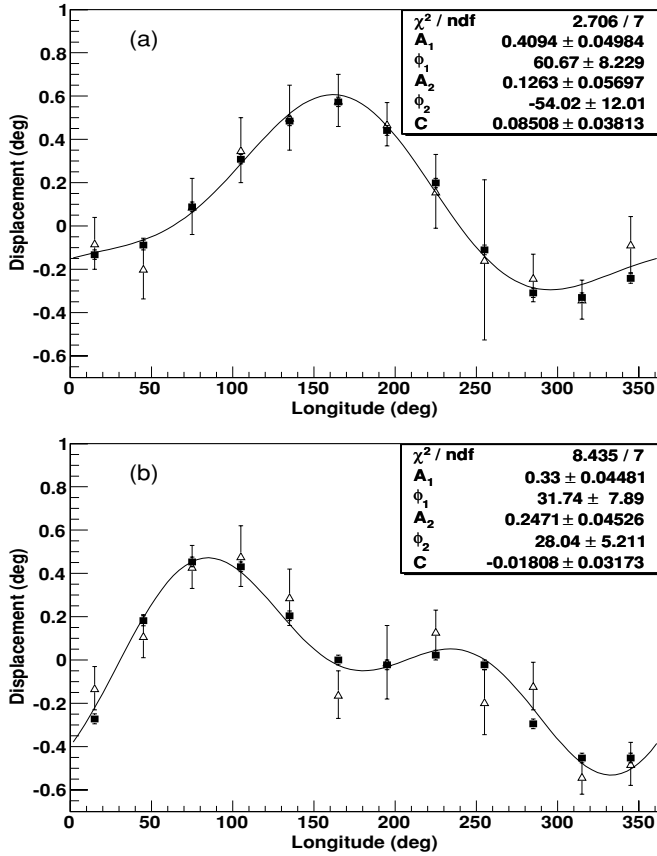 (a)
χ² / ndf 2.706 / 7
A₁ 0.4094 ± 0.04984
ϕ₁ 60.67 ± 8.229
A₂ 0.1263 ± 0.05697
ϕ₂ -54.02 ± 12.01
C 0.08508 ± 0.03813
Displacement (deg)
1
0.8
0.6
0.4
0.2
0
-0.2
-0.4
-0.6
0 50 100 150 200 250 300 350
Longitude (deg)
(b)
χ² / ndf 8.435 / 7
A₁ 0.33 ± 0.04481
ϕ₁ 31.74 ± 7.89
A₂ 0.2471 ± 0.04526
ϕ₂ 28.04 ± 5.211
C -0.01808 ± 0.03173
Displacement (deg)
1
0.8
0.6
0.4
0.2
0
-0.2
-0.4
-0.6
0 50 100 150 200 250 300 350
Longitude (deg)